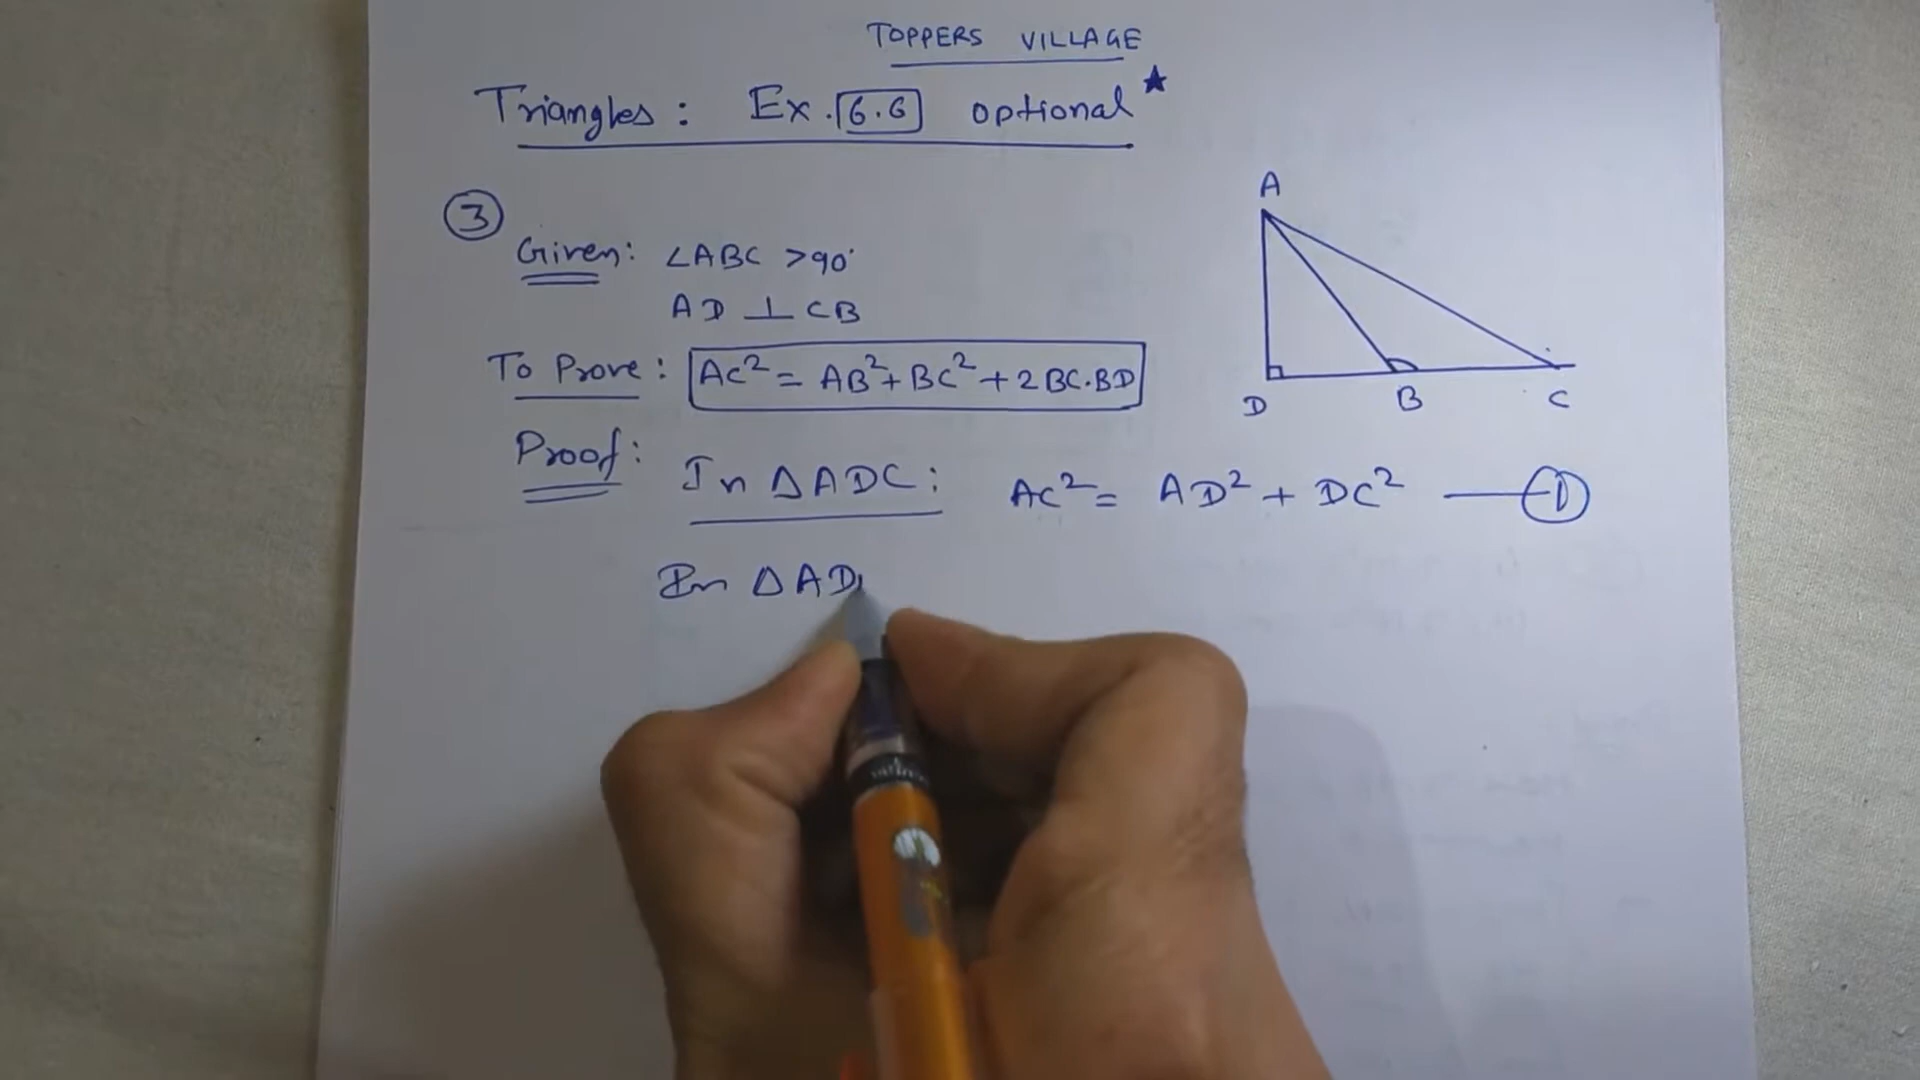 TOPPERS VILLAGE
Triangles: Ex. 6.6 optional*
3
Given: ∠ABC >90°
AD ⊥ CB
To Prove: AC² = AB² + BC² + 2BC.BD
Proof: In △ADC: AC² = AD² + DC² — 1
In △AD
A
D B C